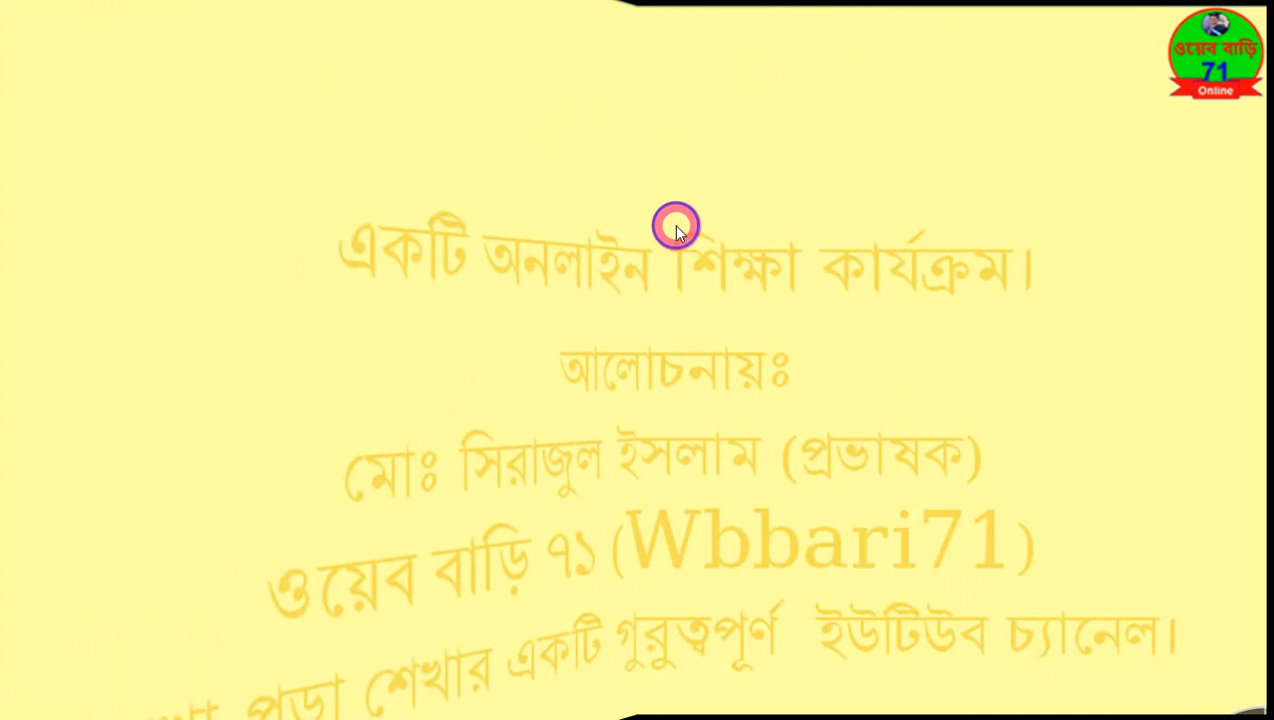 ওয়েব বাড়ি
71
Online
একটি অনলাইন শিক্ষা কার্যক্রম।
আলোচনায়ঃ
মোঃ সিরাজুল ইসলাম (প্রভাষক)
ওয়েব বাড়ি ৭১ (Wbbari71)
পড়া শেখার একটি গুরুত্বপূর্ণ ইউটিউব চ্যানেল।